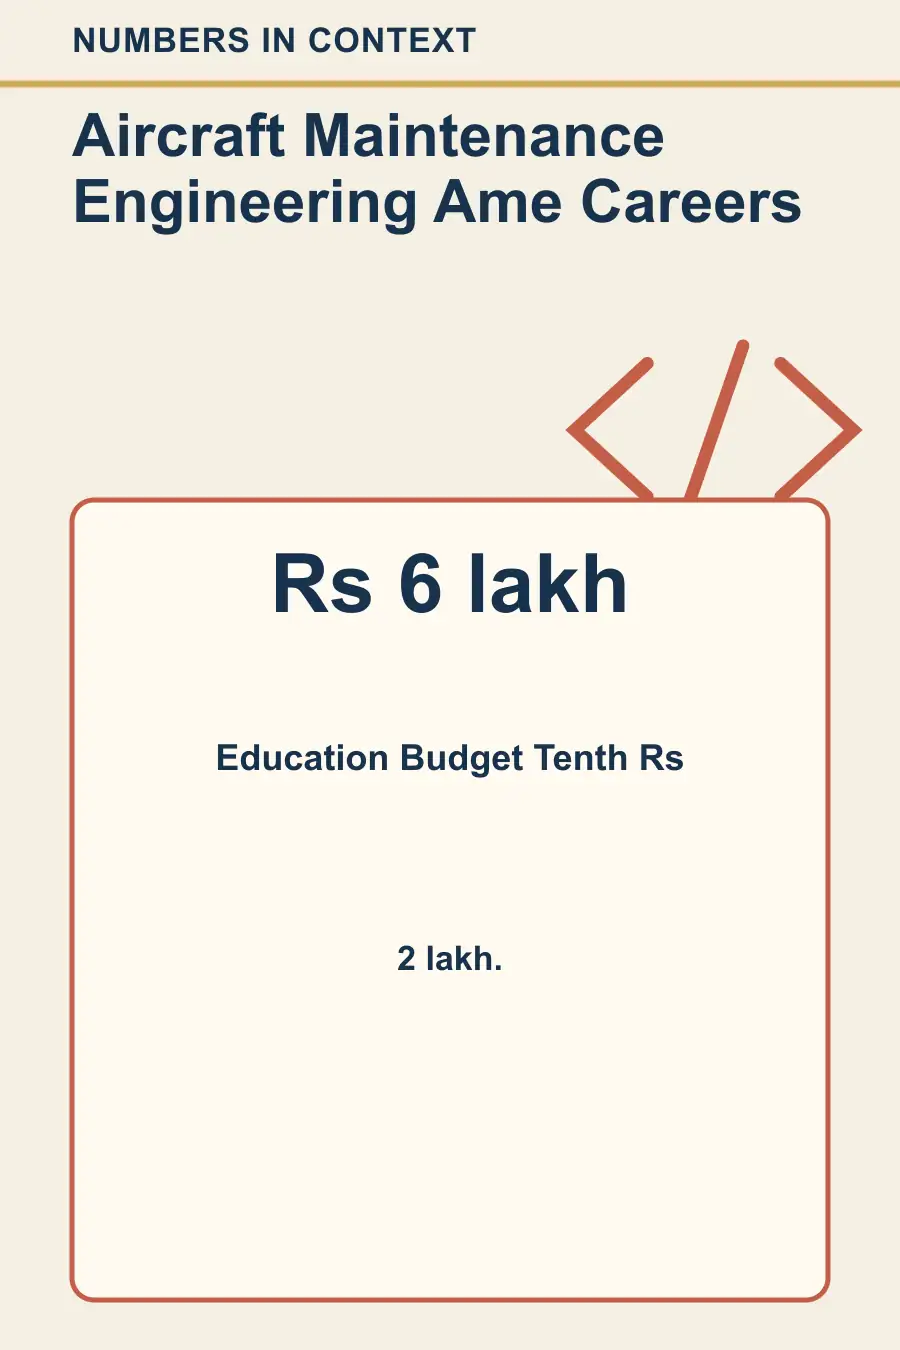 NUMBERS IN CONTEXT
Aircraft Maintenance
Engineering Ame Careers
Rs 6 lakh
Education Budget Tenth Rs
2 lakh.